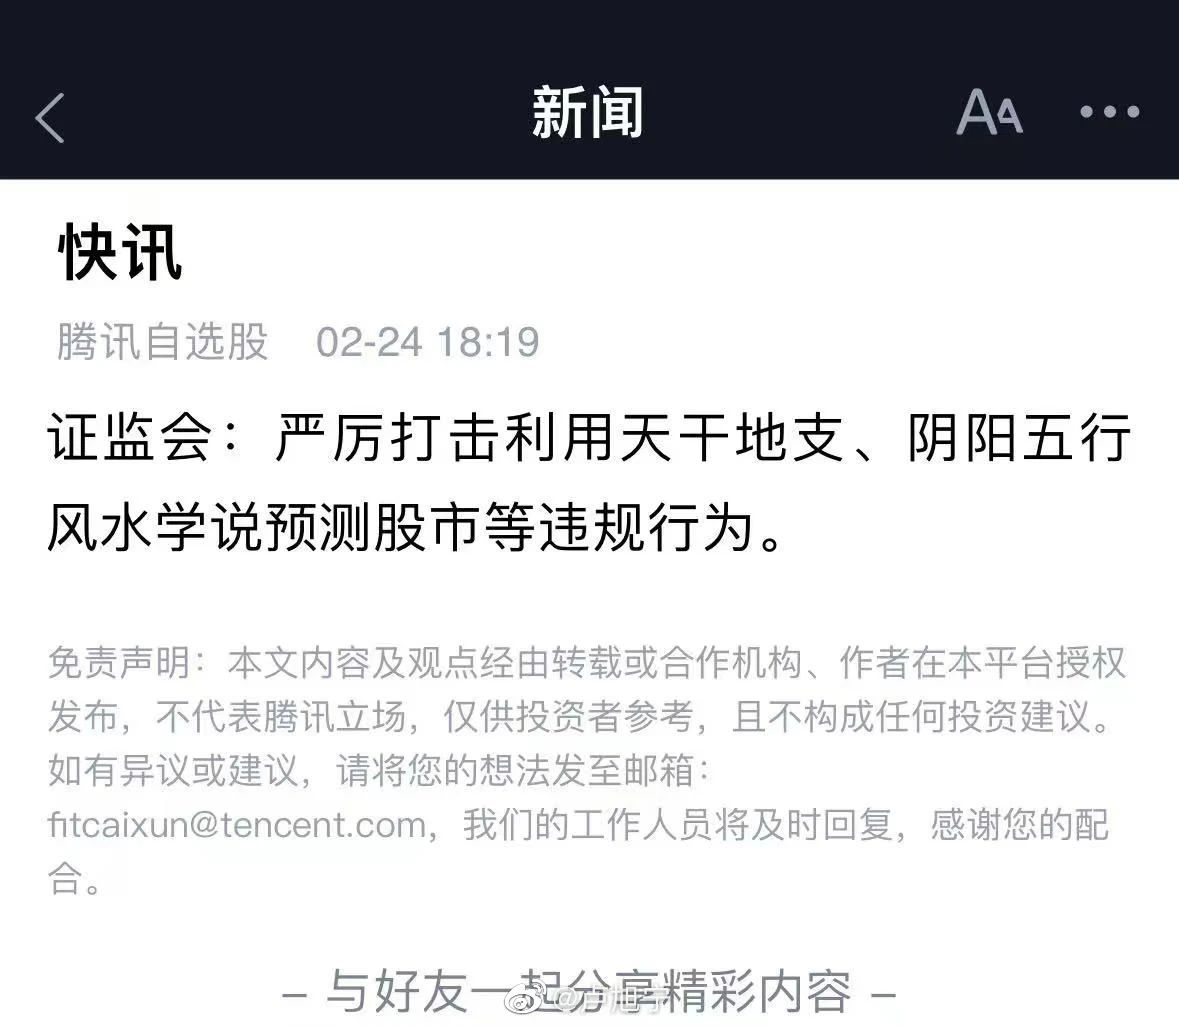 新闻
AA
快讯
腾讯自选股 02-24 18:19
证监会：严厉打击利用天干地支、阴阳五行
风水学说预测股市等违规行为。
免责声明：本文内容及观点经由转载或合作机构、作者在本平台授权
发布，不代表腾讯立场，仅供投资者参考，且不构成任何投资建议。
如有异议或建议，请将您的想法发至邮箱：
fitcaixun@tencent.com，我们的工作人员将及时回复，感谢您的配
合。
– 与好友一起分享精彩内容 –
@卢旭宁